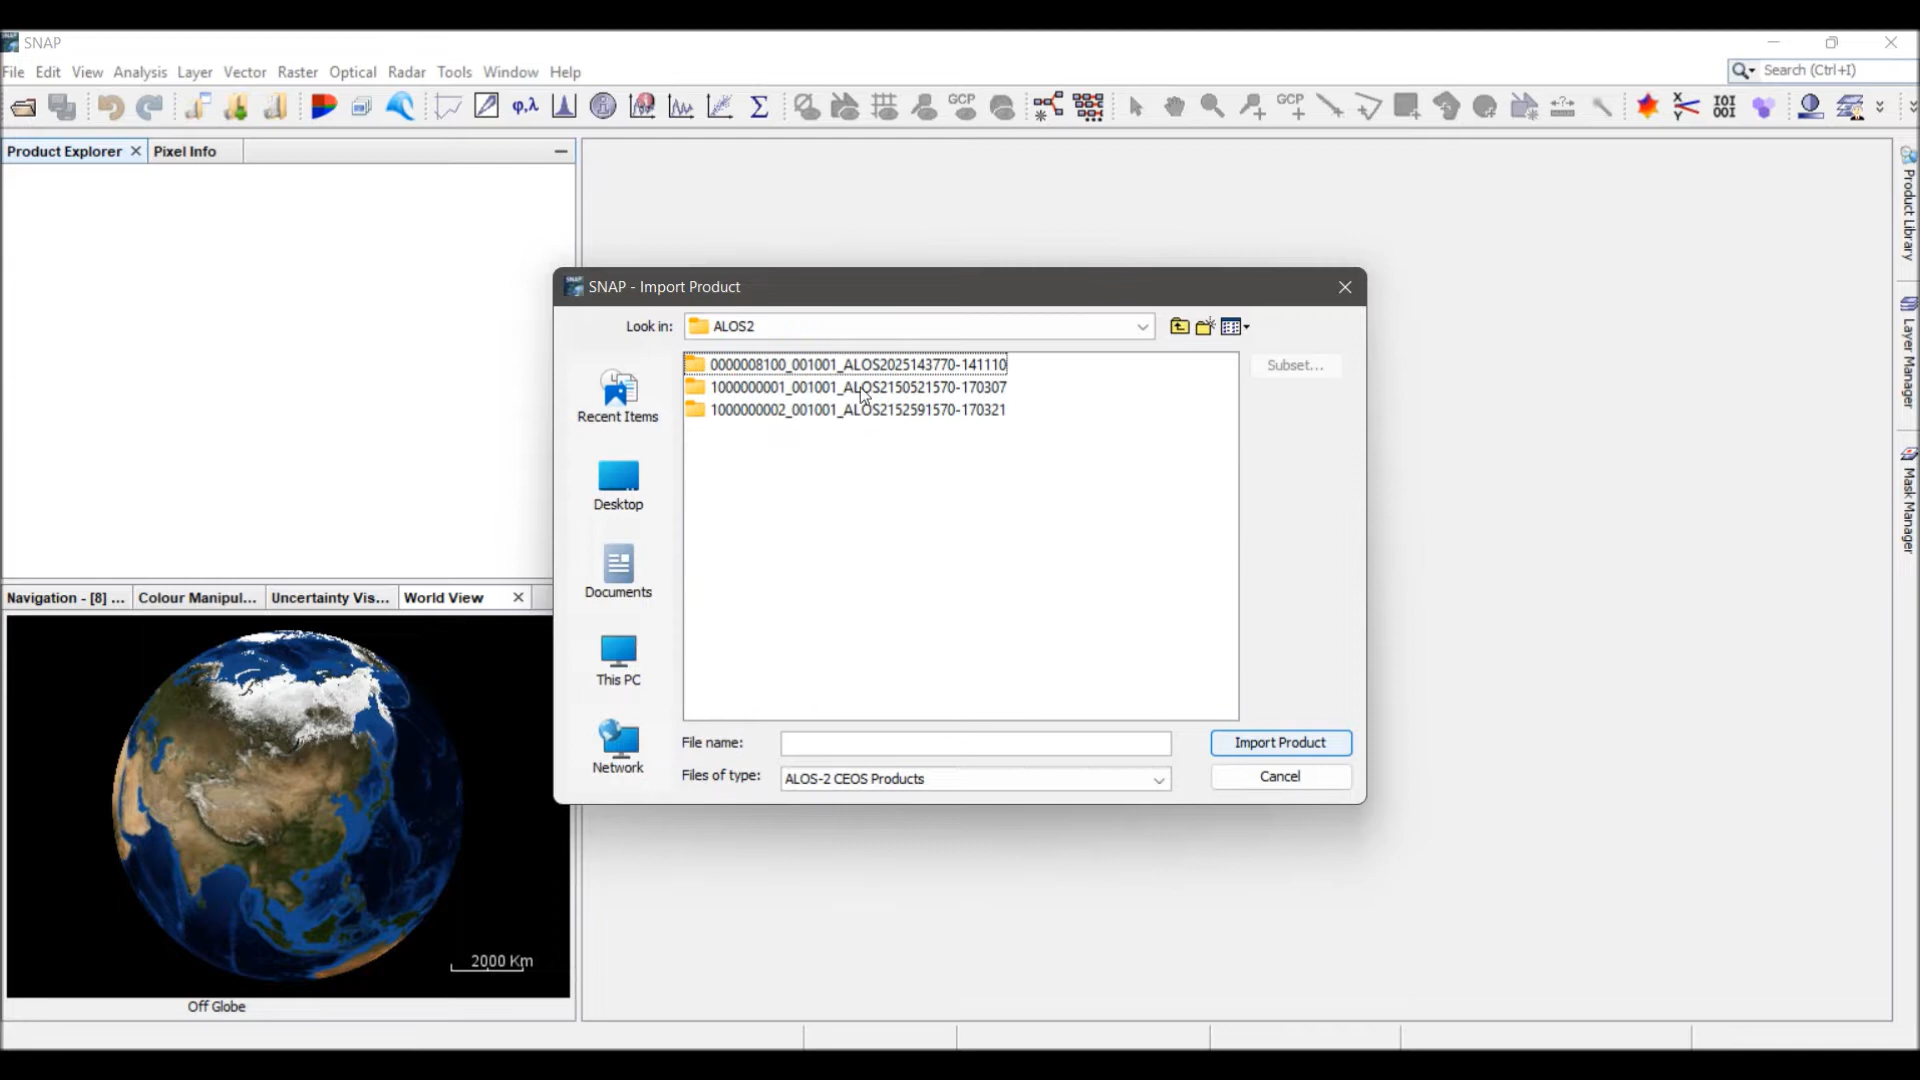 SNAP
File Edit View Analysis Layer Vector Raster Optical Radar Tools Window Help
Search (Ctrl+I)
φ,λ GCP GCP
Product Explorer Pixel Info
SNAP - Import Product
Look in: ALOS2
0000008100_001001_ALOS2025143770-141110
1000000001_001001_ALOS2150521570-170307
1000000002_001001_ALOS2152591570-170321
Subset...
Recent Items
Desktop
Documents
This PC
Network
File name:
Import Product
Files of type: ALOS-2 CEOS Products
Cancel
Navigation - [8] ... Colour Manipul... Uncertainty Vis... World View
2000 Km
Off Globe
Product Library
Layer Manager
Mask Manager